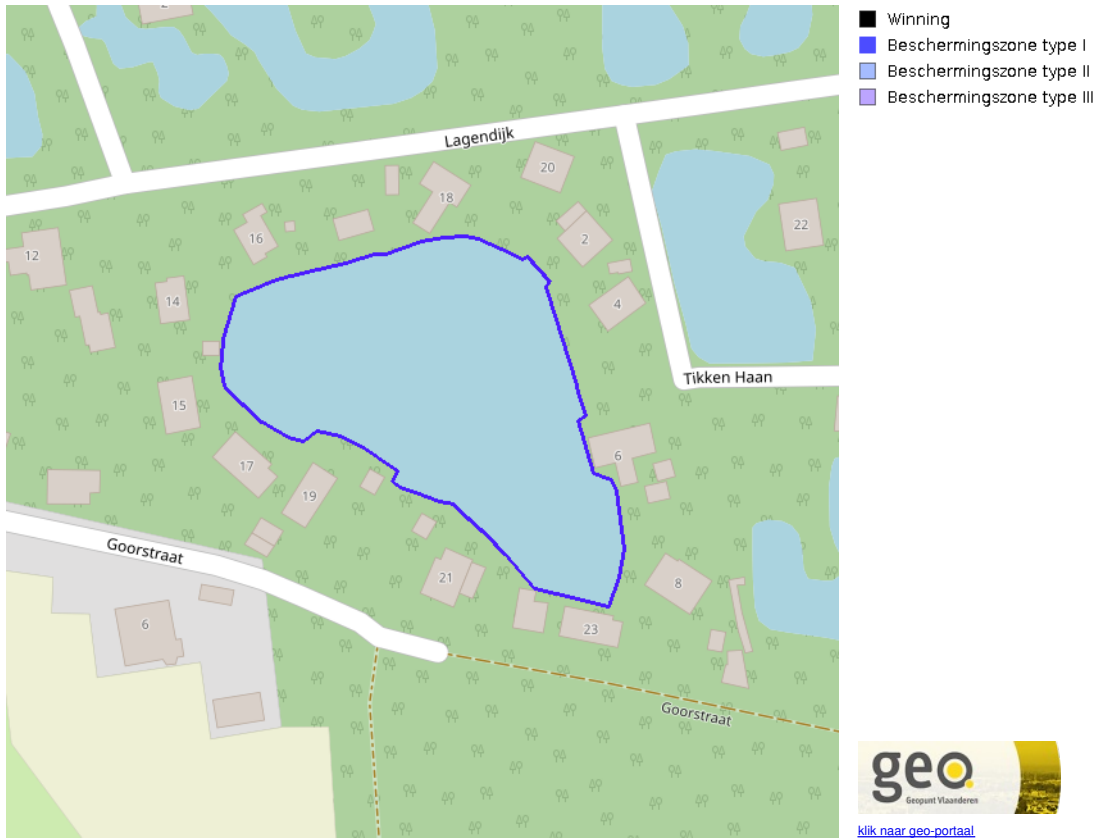 2
Lagendijk
20
18
16
2
22
12
4
14
Tikken Haan
15
6
17
19
Goorstraat
21
8
6
23
Goorstraat
Winning
Beschermingszone type I
Beschermingszone type II
Beschermingszone type III
geo
Geopunt Vlaanderen
klik naar geo-portaal